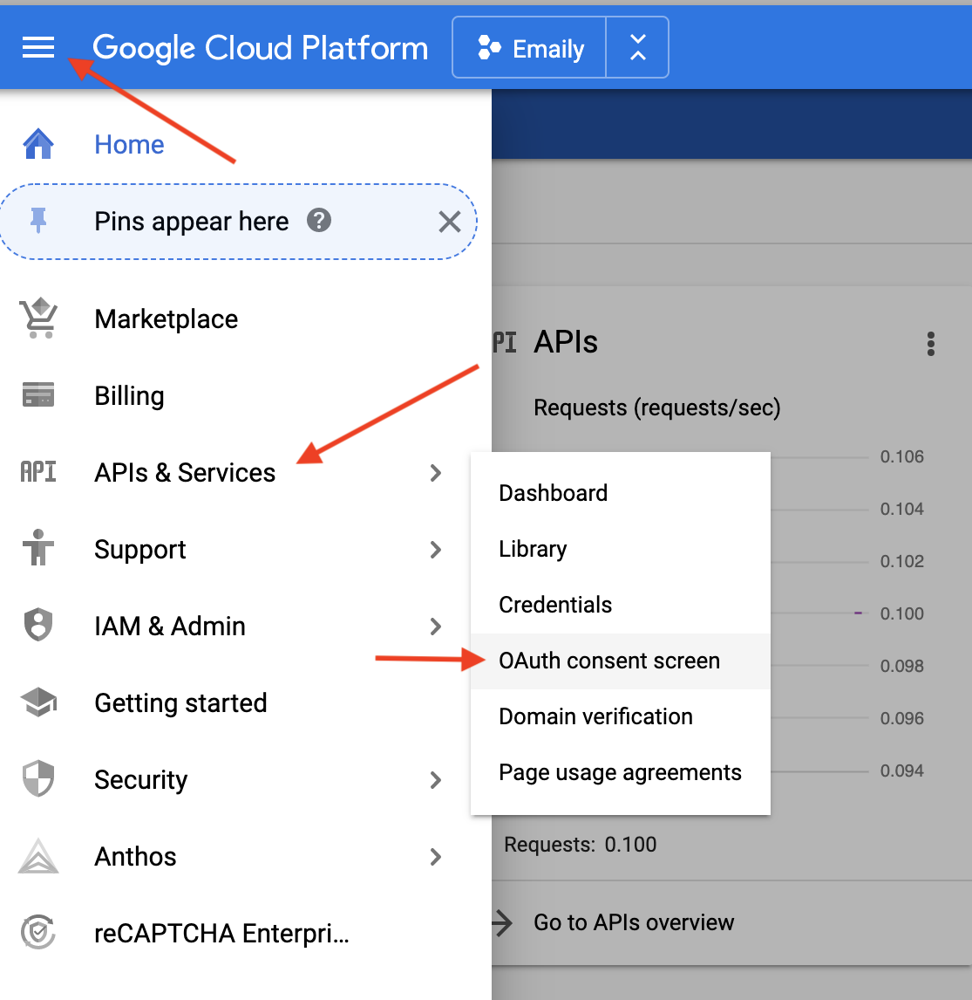 Google Cloud Platform
Emaily
Home
Pins appear here ?
Marketplace
Billing
API APIs & Services
Support
IAM & Admin
Getting started
Security
Anthos
reCAPTCHA Enterpri...
Dashboard
Library
Credentials
OAuth consent screen
Domain verification
Page usage agreements
PI APIs
Requests (requests/sec)
0.106
0.104
0.102
0.100
0.098
0.096
0.094
Requests: 0.100
Go to APIs overview